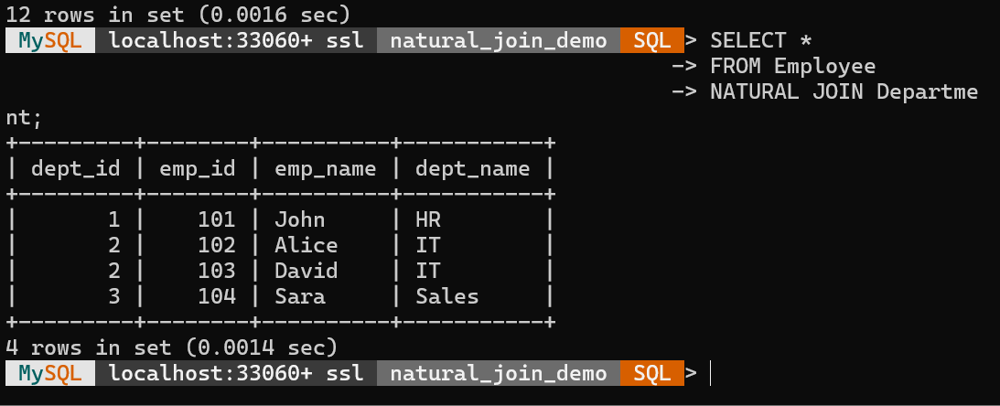 12 rows in set (0.0016 sec)
MySQL localhost:33060+ ssl natural_join_demo SQL > SELECT *
-> FROM Employee
-> NATURAL JOIN Departme
nt;
+---------+--------+----------+-----------+
| dept_id | emp_id | emp_name | dept_name |
+---------+--------+----------+-----------+
|       1 |    101 | John     | HR        |
|       2 |    102 | Alice    | IT        |
|       2 |    103 | David    | IT        |
|       3 |    104 | Sara     | Sales     |
+---------+--------+----------+-----------+
4 rows in set (0.0014 sec)
MySQL localhost:33060+ ssl natural_join_demo SQL >